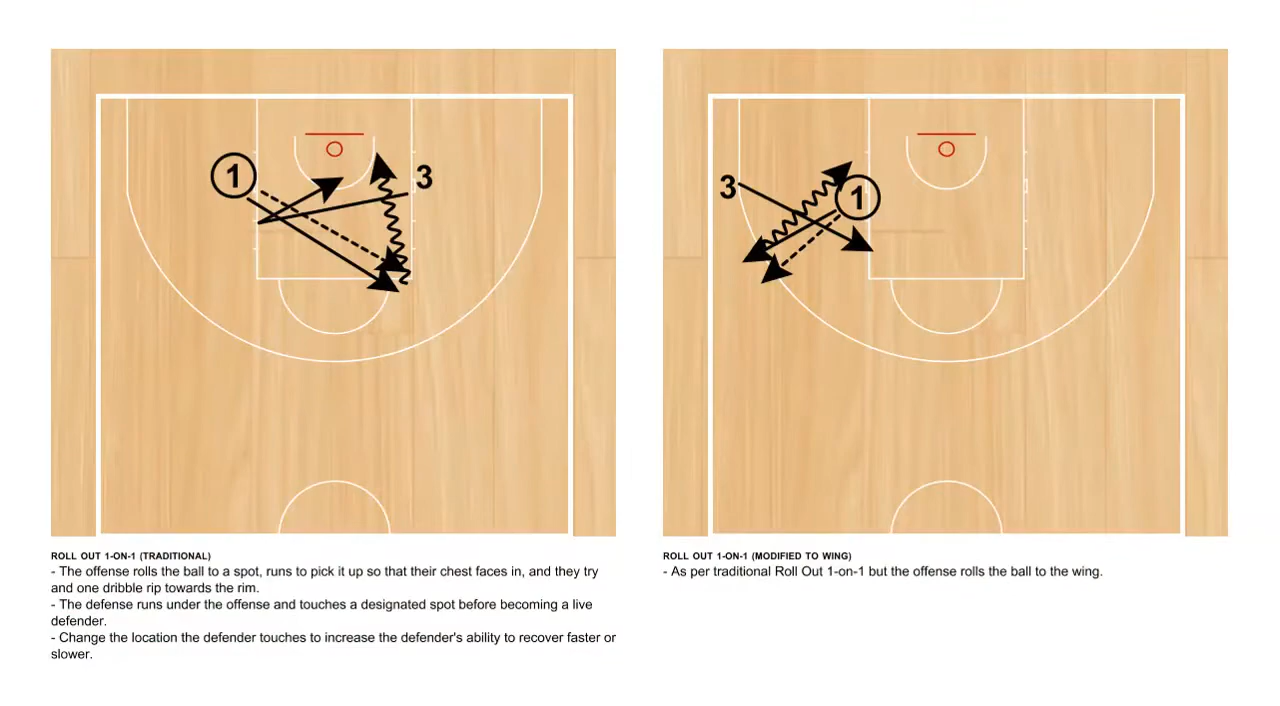 1
3
3
1
ROLL OUT 1-ON-1 (TRADITIONAL)
- The offense rolls the ball to a spot, runs to pick it up so that their chest faces in, and they try
and one dribble rip towards the rim.
- The defense runs under the offense and touches a designated spot before becoming a live
defender.
- Change the location the defender touches to increase the defender's ability to recover faster or
slower.
ROLL OUT 1-ON-1 (MODIFIED TO WING)
- As per traditional Roll Out 1-on-1 but the offense rolls the ball to the wing.